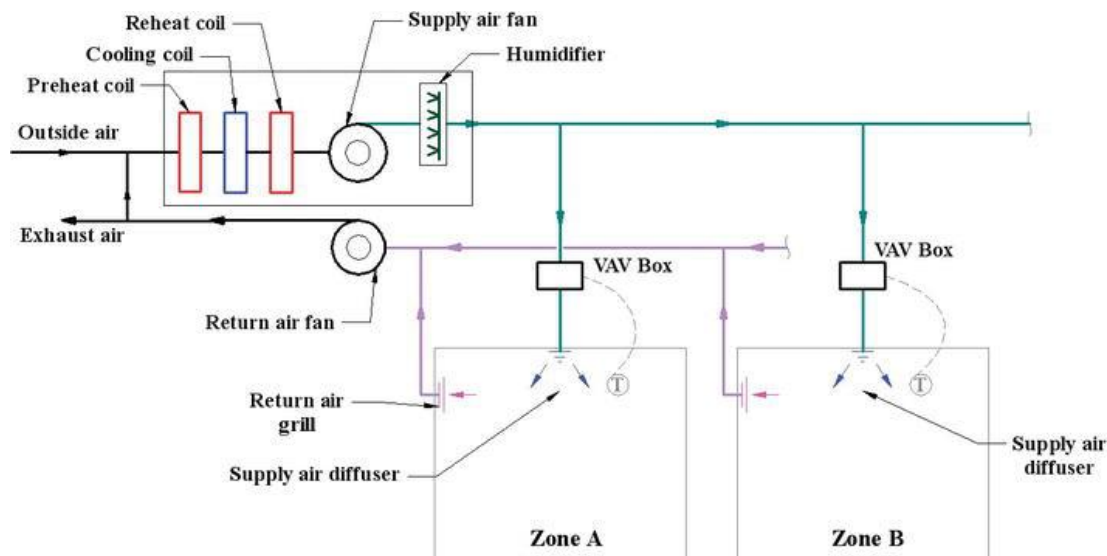 Reheat coil
Supply air fan
Cooling coil
Humidifier
Preheat coil
Outside air
Exhaust air
VAV Box
VAV Box
Return air fan
T
T
Return air
grill
Supply air diffuser
Supply air
diffuser
Zone A
Zone B